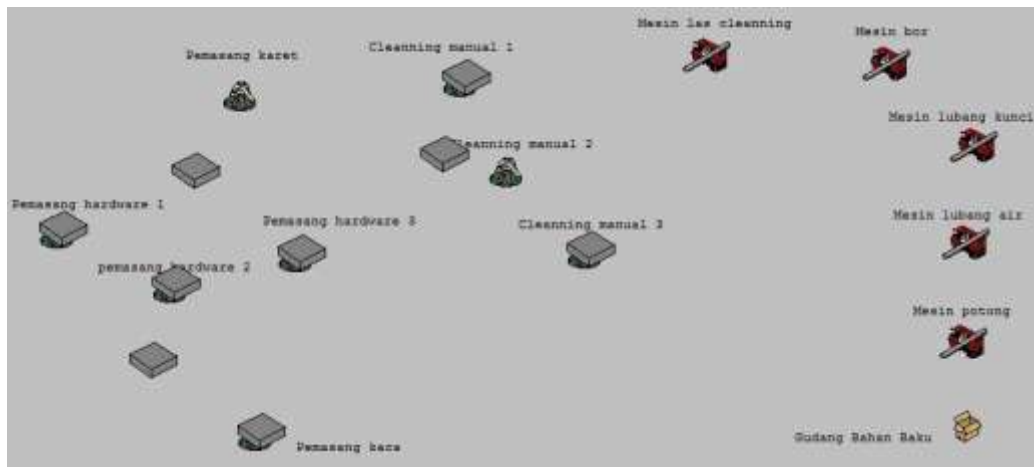 Mesin las cleanning
Mesin bor
Cleanning manual 1
Pemasang karet
Mesin lubang kunci
Cleanning manual 2
Pemasang hardware 1
Pemasang hardware 3
Cleanning manual 3
Mesin lubang air
pemasang hardware 2
Mesin potong
Gudang Bahan Baku
Pemasang kaca